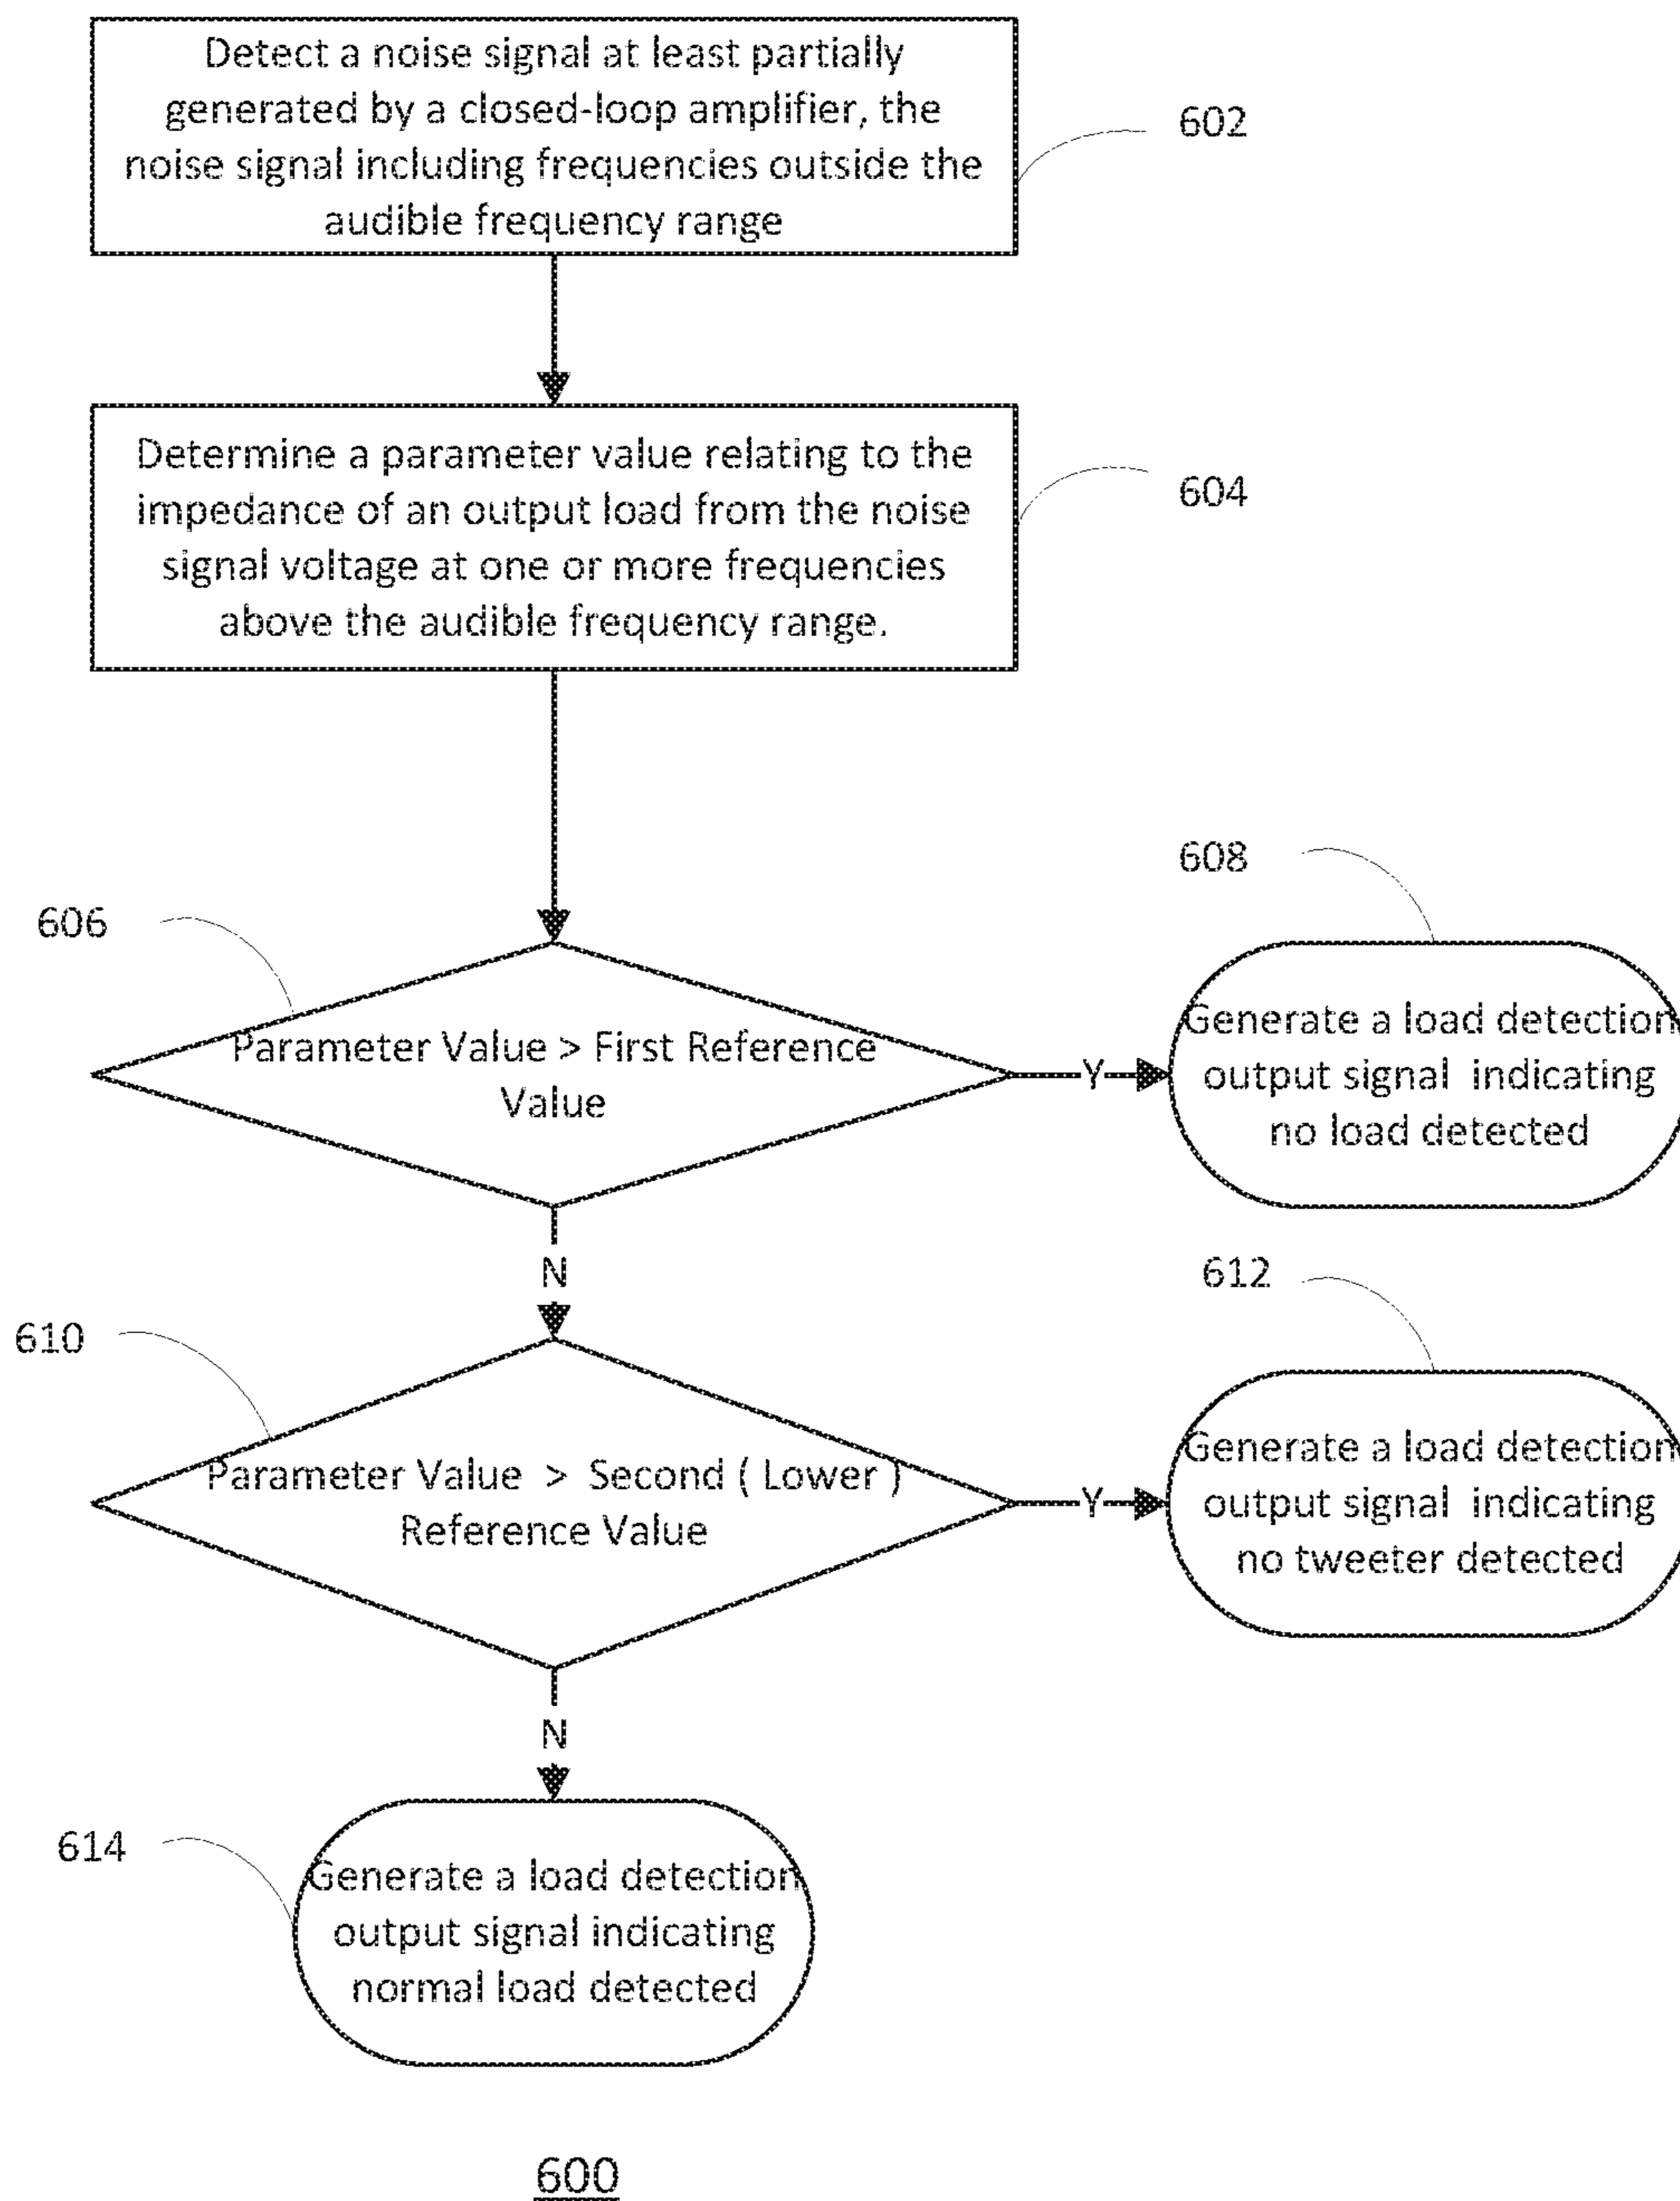 Detect a noise signal at least partially
generated by a closed-loop amplifier, the
noise signal including frequencies outside the
audible frequency range
602
Determine a parameter value relating to the
impedance of an output load from the noise
signal voltage at one or more frequencies
above the audible frequency range.
604
606
Parameter Value > First Reference
Value
Y
608
Generate a load detection
output signal indicating
no load detected
N
610
Parameter Value > Second ( Lower )
Reference Value
Y
612
Generate a load detection
output signal indicating
no tweeter detected
N
614
Generate a load detection
output signal indicating
normal load detected
600